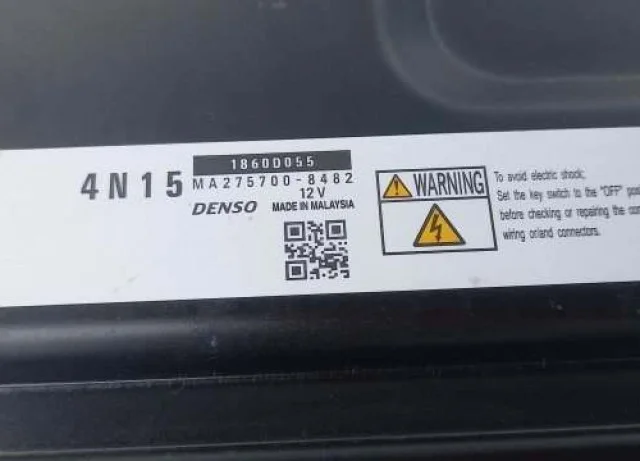 4N15
1860D055
MA275700-8482
12V
DENSO MADE IN MALAYSIA
WARNING
To avoid electric shock;
Set the key switch to the "OFF"
before checking or repairing the
wiring or/and connectors.